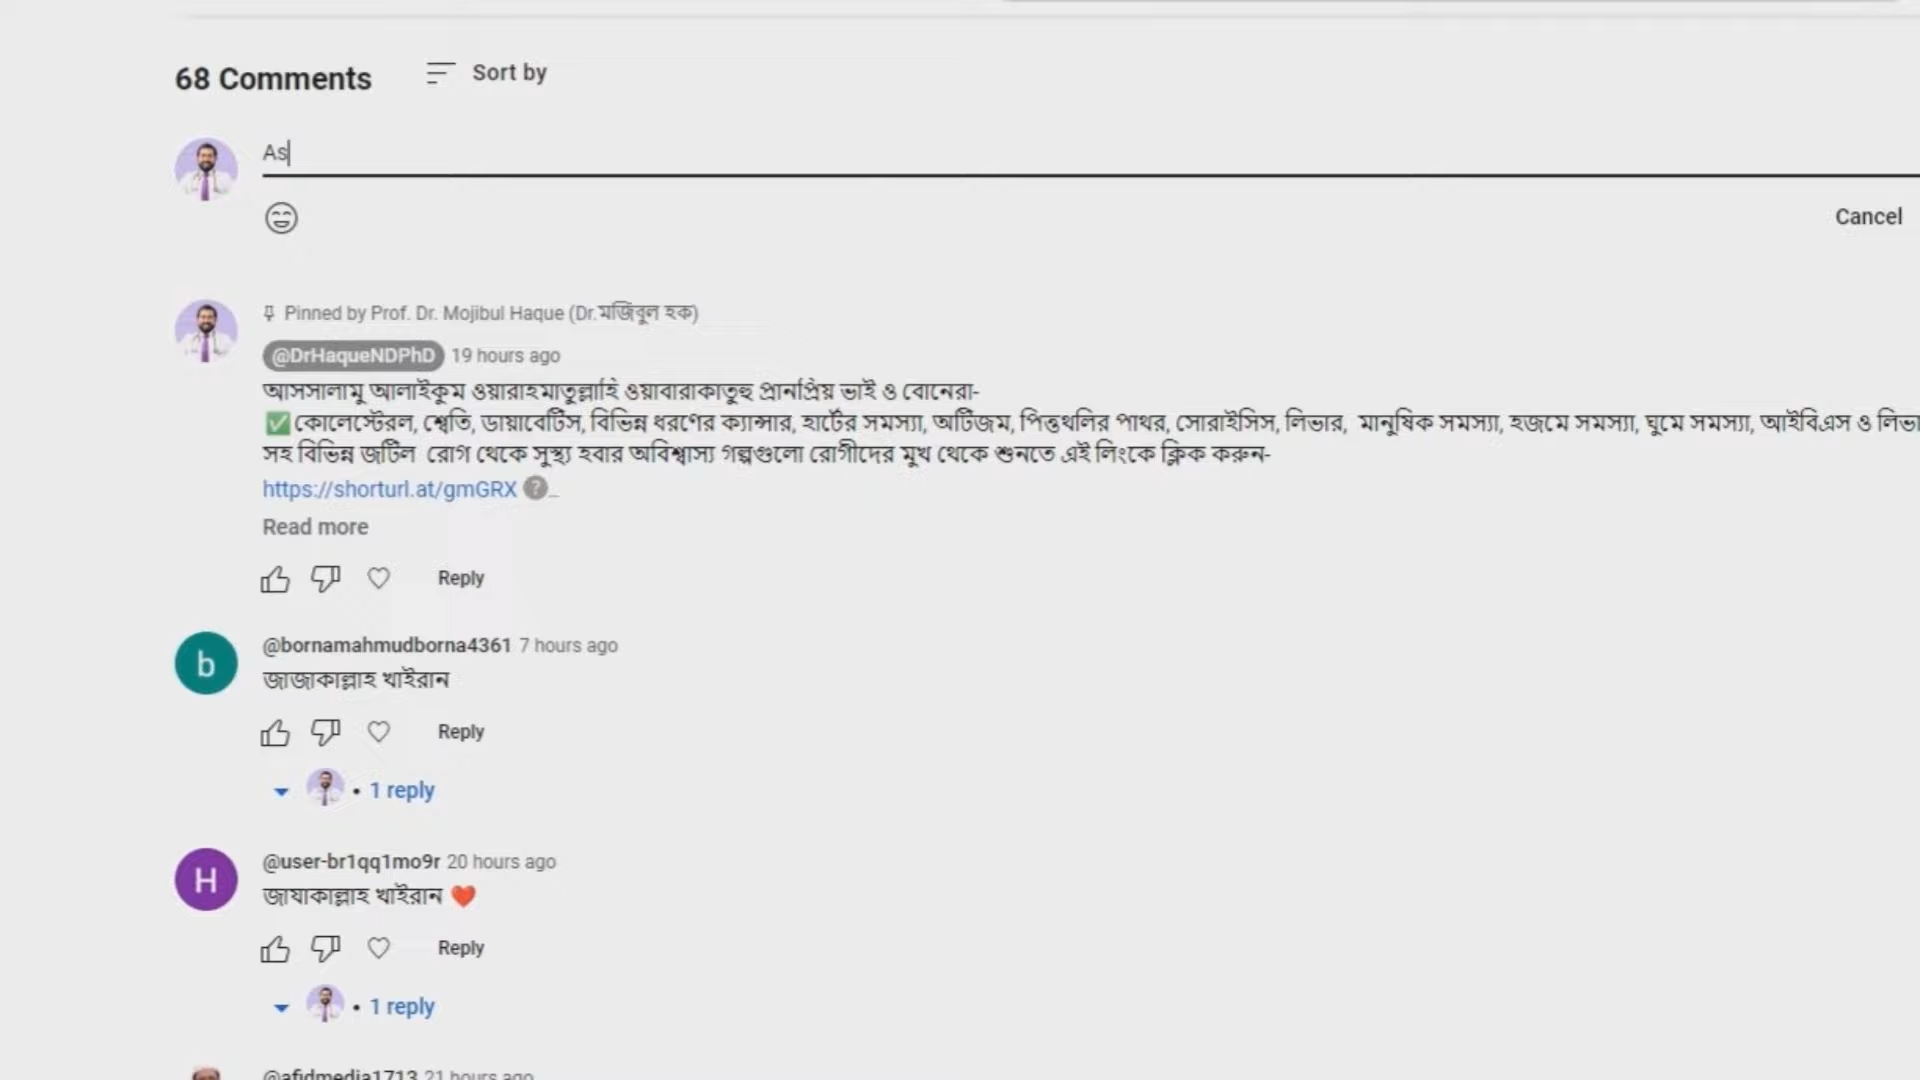 68 Comments
Sort by
As
Cancel
Pinned by Prof. Dr. Mojibul Haque (Dr.মজিবুল হক)
@DrHaqueNDPhD 19 hours ago
আসসালামু আলাইকুম ওয়ারাহমাতুল্লাহি ওয়াবারাকাতুহু প্রানপ্রিয় ভাই ও বোনেরা-
✅কোলেস্টেরল, শ্বেতি, ডায়াবেটিস, বিভিন্ন ধরণের ক্যান্সার, হার্টের সমস্যা, অটিজম, পিত্তথলির পাথর, সোরাইসিস, লিভার, মানুষিক সমস্যা, হজমে সমস্যা, ঘুমে সমস্যা, আইবিএস ও লিভা
সহ বিভিন্ন জটিল রোগ থেকে সুস্থ্য হবার অবিশ্বাস্য গল্পগুলো রোগীদের মুখ থেকে শুনতে এই লিংকে ক্লিক করুন-
https://shorturl.at/gmGRX ?...
Read more
Reply
b
@bornamahmudborna4361 7 hours ago
জাজাকাল্লাহ খাইরান
Reply
• 1 reply
H
@user-br1qq1mo9r 20 hours ago
জাযাকাল্লাহ খাইরান ❤️
Reply
• 1 reply
@afidmedia1713 21 hours ago